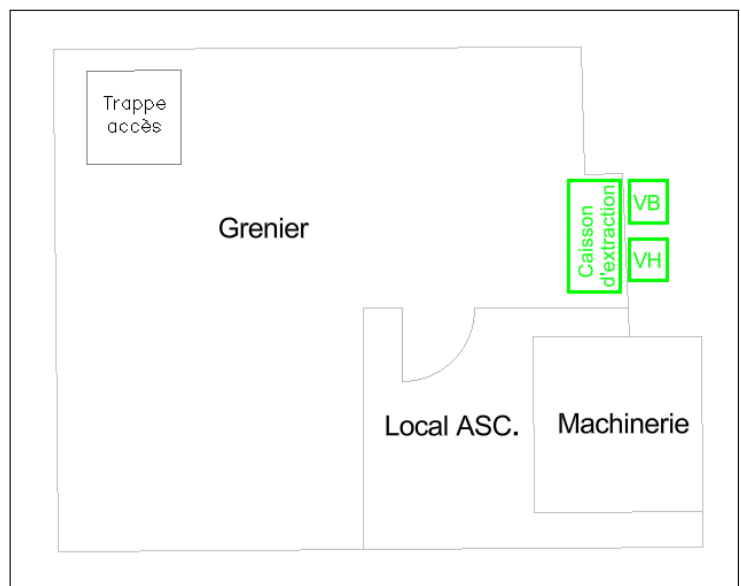 Trappe
accès
Grenier
Caisson
d'extraction
VB
VH
Local ASC.
Machinerie